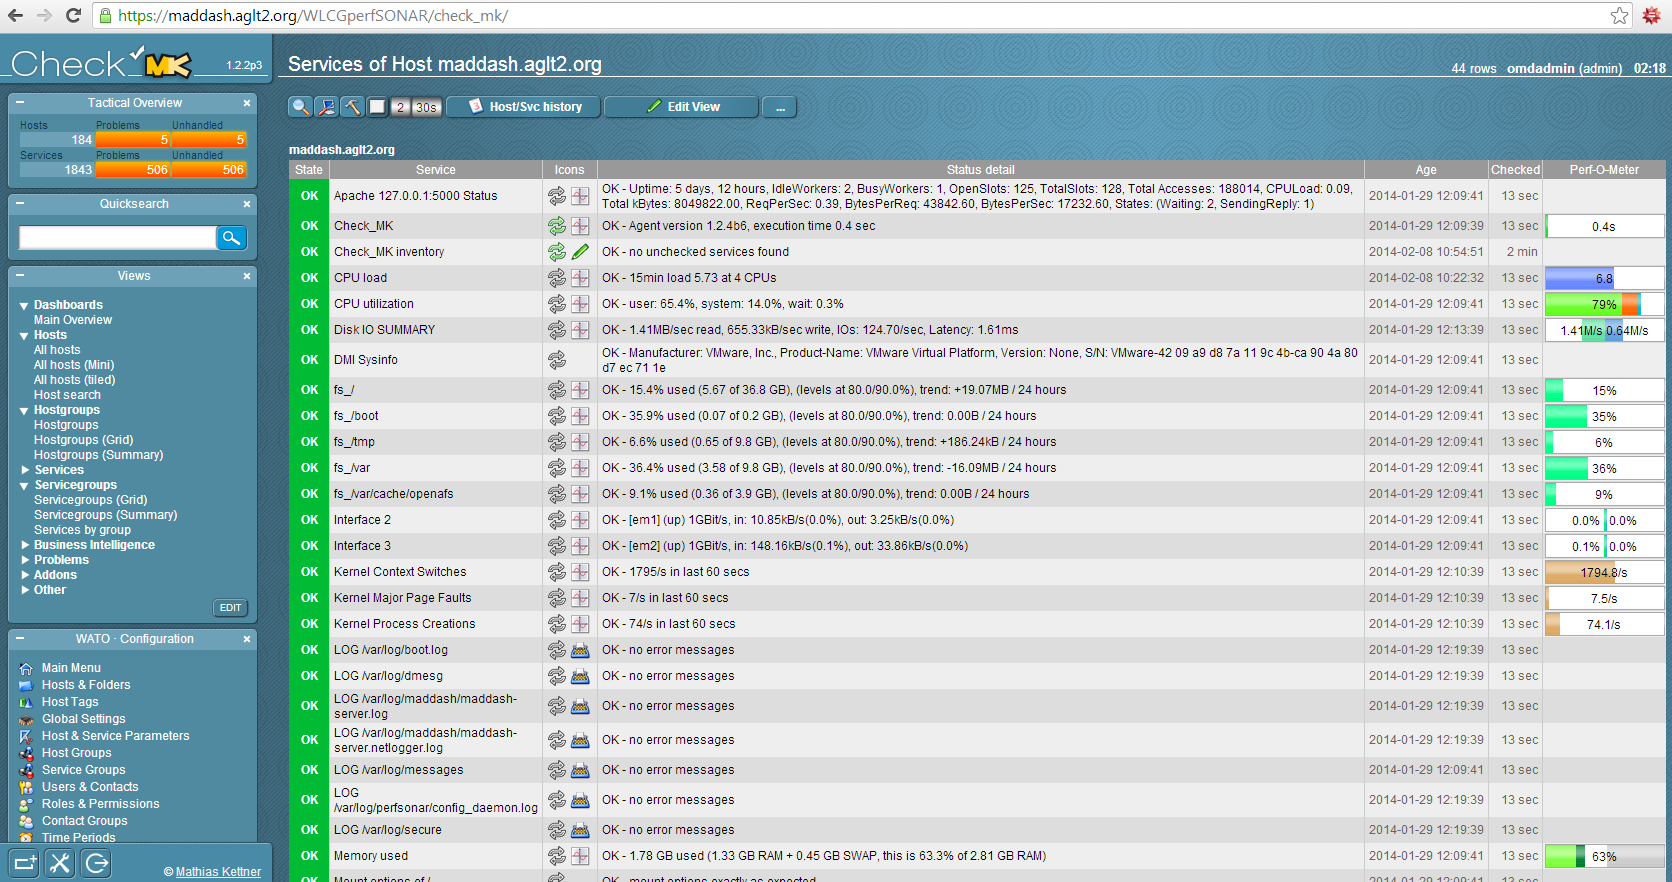 https://maddash.aglt2.org/WLCGperfSONAR/check_mk/
Check MK 1.2.2p3
Services of Host maddash.aglt2.org
44 rows omdadmin (admin) 02:18
Tactical Overview
Hosts Problems Unhandled
184 5 5
Services Problems Unhandled
1843 506 506
Quicksearch
Views
Dashboards
Main Overview
Hosts
All hosts
All hosts (Mini)
All hosts (tiled)
Host search
Hostgroups
Hostgroups
Hostgroups (Grid)
Hostgroups (Summary)
Services
Servicegroups
Servicegroups (Grid)
Servicegroups (Summary)
Services by group
Business Intelligence
Problems
Addons
Other
EDIT
WATO · Configuration
Main Menu
Hosts & Folders
Host Tags
Global Settings
Host & Service Parameters
Host Groups
Service Groups
Users & Contacts
Roles & Permissions
Contact Groups
Time Periods
© Mathias Kettner
2 30s Host/Svc history Edit View ...
maddash.aglt2.org
State Service Icons Status detail Age Checked Perf-O-Meter
OK Apache 127.0.0.1:5000 Status OK - Uptime: 5 days, 12 hours, IdleWorkers: 2, BusyWorkers: 1, OpenSlots: 125, TotalSlots: 128, Total Accesses: 188014, CPULoad: 0.09, 2014-01-29 12:09:41 13 sec
Total kBytes: 8049822.00, ReqPerSec: 0.39, BytesPerReq: 43842.60, BytesPerSec: 17232.60, States: (Waiting: 2, SendingReply: 1)
OK Check_MK OK - Agent version 1.2.4b6, execution time 0.4 sec 2014-01-29 12:09:39 13 sec 0.4s
OK Check_MK inventory OK - no unchecked services found 2014-02-08 10:54:51 2 min
OK CPU load OK - 15min load 5.73 at 4 CPUs 2014-02-08 10:22:32 13 sec 6.8
OK CPU utilization OK - user: 65.4%, system: 14.0%, wait: 0.3% 2014-01-29 12:09:41 13 sec 79%
OK Disk IO SUMMARY OK - 1.41MB/sec read, 655.33kB/sec write, IOs: 124.70/sec, Latency: 1.61ms 2014-01-29 12:13:39 13 sec 1.41M/s 0.64M/s
OK DMI Sysinfo OK - Manufacturer: VMware, Inc., Product-Name: VMware Virtual Platform, Version: None, S/N: VMware-42 09 a9 d8 7a 11 9c 4b-ca 90 4a 80 2014-01-29 12:09:41 13 sec
d7 ec 71 1e
OK fs_/ OK - 15.4% used (5.67 of 36.8 GB), (levels at 80.0/90.0%), trend: +19.07MB / 24 hours 2014-01-29 12:09:41 13 sec 15%
OK fs_/boot OK - 35.9% used (0.07 of 0.2 GB), (levels at 80.0/90.0%), trend: 0.00B / 24 hours 2014-01-29 12:09:41 13 sec 35%
OK fs_/tmp OK - 6.6% used (0.65 of 9.8 GB), (levels at 80.0/90.0%), trend: +186.24kB / 24 hours 2014-01-29 12:09:41 13 sec 6%
OK fs_/var OK - 36.4% used (3.58 of 9.8 GB), (levels at 80.0/90.0%), trend: -16.09MB / 24 hours 2014-01-29 12:09:41 13 sec 36%
OK fs_/var/cache/openafs OK - 9.1% used (0.36 of 3.9 GB), (levels at 80.0/90.0%), trend: 0.00B / 24 hours 2014-01-29 12:09:41 13 sec 9%
OK Interface 2 OK - [em1] (up) 1GBit/s, in: 10.85kB/s(0.0%), out: 3.25kB/s(0.0%) 2014-01-29 12:09:41 13 sec 0.0% 0.0%
OK Interface 3 OK - [em2] (up) 1GBit/s, in: 148.16kB/s(0.1%), out: 33.86kB/s(0.0%) 2014-01-29 12:09:41 13 sec 0.1% 0.0%
OK Kernel Context Switches OK - 1795/s in last 60 secs 2014-01-29 12:10:39 13 sec 1794.8/s
OK Kernel Major Page Faults OK - 7/s in last 60 secs 2014-01-29 12:10:39 13 sec 7.5/s
OK Kernel Process Creations OK - 74/s in last 60 secs 2014-01-29 12:10:39 13 sec 74.1/s
OK LOG /var/log/boot.log OK - no error messages 2014-01-29 12:19:39 13 sec
OK LOG /var/log/dmesg OK - no error messages 2014-01-29 12:19:39 13 sec
OK LOG /var/log/maddash/maddash- OK - no error messages 2014-01-29 12:19:39 13 sec
server.log
OK LOG /var/log/maddash/maddash- OK - no error messages 2014-01-29 12:19:39 13 sec
server.netlogger.log
OK LOG /var/log/messages OK - no error messages 2014-01-29 12:09:41 13 sec
OK LOG OK - no error messages 2014-01-29 12:19:39 13 sec
/var/log/perfsonar/config_daemon.log
OK LOG /var/log/secure OK - no error messages 2014-01-29 12:19:39 13 sec
OK Memory used OK - 1.78 GB used (1.33 GB RAM + 0.45 SWAP, this is 63.3% of 2.81 GB RAM) 2014-01-29 12:09:41 13 sec 63%
OK Mount options of / OK - mount options exactly as expected 2014-01-29 12:09:41 13 sec